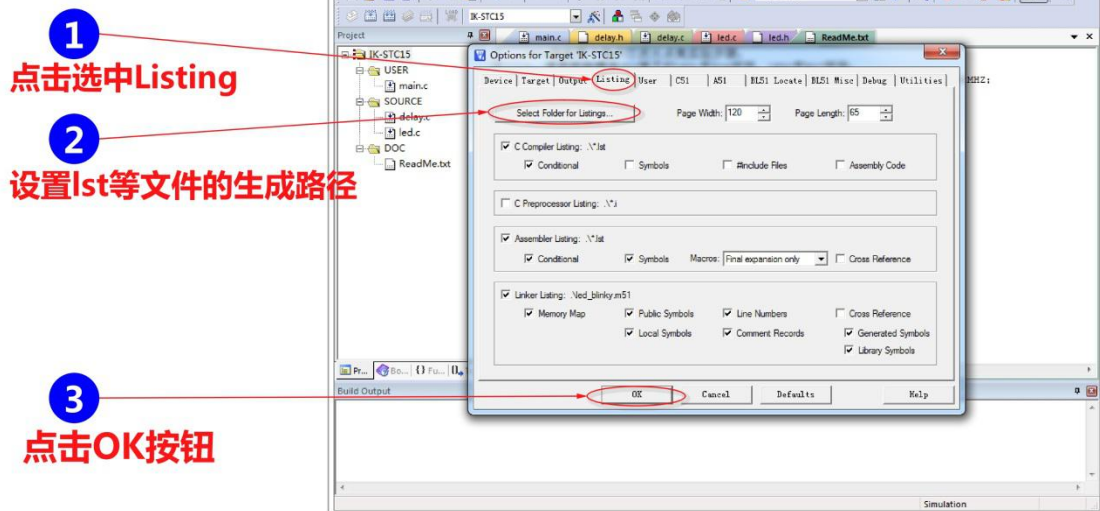 1
点击选中Listing
2
设置lst等文件的生成路径
3
点击OK按钮
IK-STC15
Project
main.c
delay.h
delay.c
led.c
led.h
ReadMe.txt
IK-STC15
USER
main.c
SOURCE
delay.c
led.c
DOC
ReadMe.txt
Options for Target 'IK-STC15'
Device Target Output Listing User C51 A51 BL51 Locate BL51 Misc Debug Utilities
MHZ;
Select Folder for Listings...
Page Width: 120
Page Length: 65
C Compiler Listing: .\*.lst
Conditional
Symbols
#include Files
Assembly Code
C Preprocessor Listing: .\*.i
Assembler Listing: .\*.lst
Conditional
Symbols
Macros: Final expansion only
Cross Reference
Linker Listing: .\led_blinky.m51
Memory Map
Public Symbols
Line Numbers
Cross Reference
Local Symbols
Comment Records
Generated Symbols
Library Symbols
OK
Cancel
Defaults
Help
Pr...
Bo...
{} Fu...
Build Output
Simulation